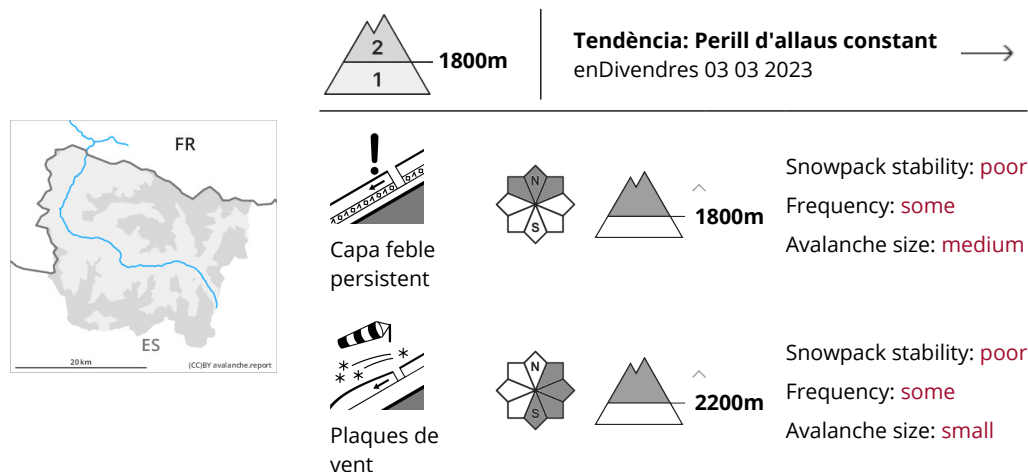 2
1
1800m
Tendència: Perill d'allaus constant
enDivendres 03 03 2023
FR
ES
20 km
(CC)BY avalanche.report
Capa feble
persistent
N
S
1800m
Snowpack stability: poor
Frequency: some
Avalanche size: medium
Plaques de
vent
N
S
2200m
Snowpack stability: poor
Frequency: some
Avalanche size: small